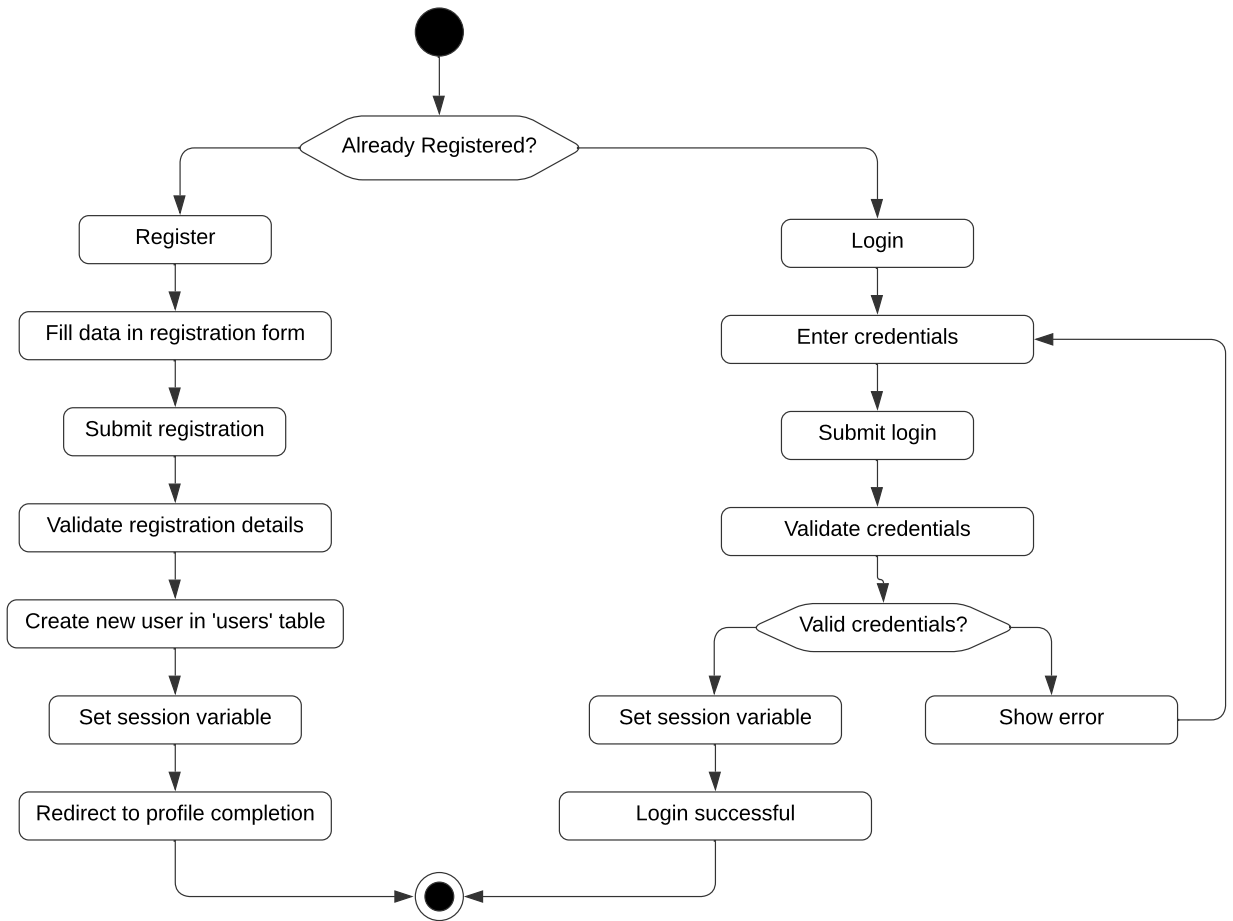 Already Registered?
Register
Fill data in registration form
Submit registration
Validate registration details
Create new user in 'users' table
Set session variable
Redirect to profile completion
Login
Enter credentials
Submit login
Validate credentials
Valid credentials?
Set session variable
Login successful
Show error